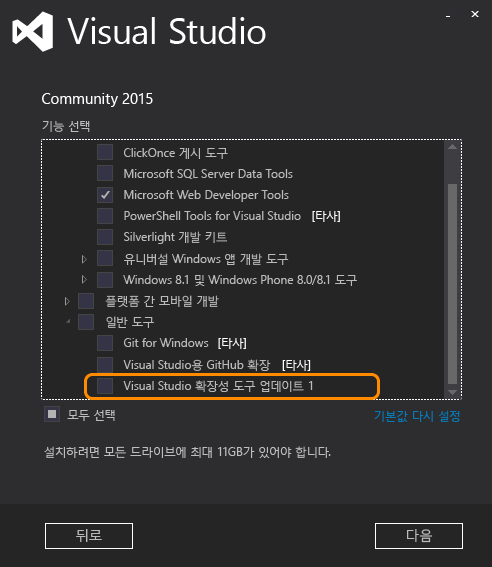 Visual Studio
Community 2015
기능 선택
ClickOnce 게시 도구
Microsoft SQL Server Data Tools
Microsoft Web Developer Tools
PowerShell Tools for Visual Studio [타사]
Silverlight 개발 키트
유니버설 Windows 앱 개발 도구
Windows 8.1 및 Windows Phone 8.0/8.1 도구
플랫폼 간 모바일 개발
일반 도구
Git for Windows [타사]
Visual Studio용 GitHub 확장 [타사]
Visual Studio 확장성 도구 업데이트 1
모두 선택
기본값 다시 설정
설치하려면 모든 드라이브에 최대 11GB가 있어야 합니다.
뒤로
다음